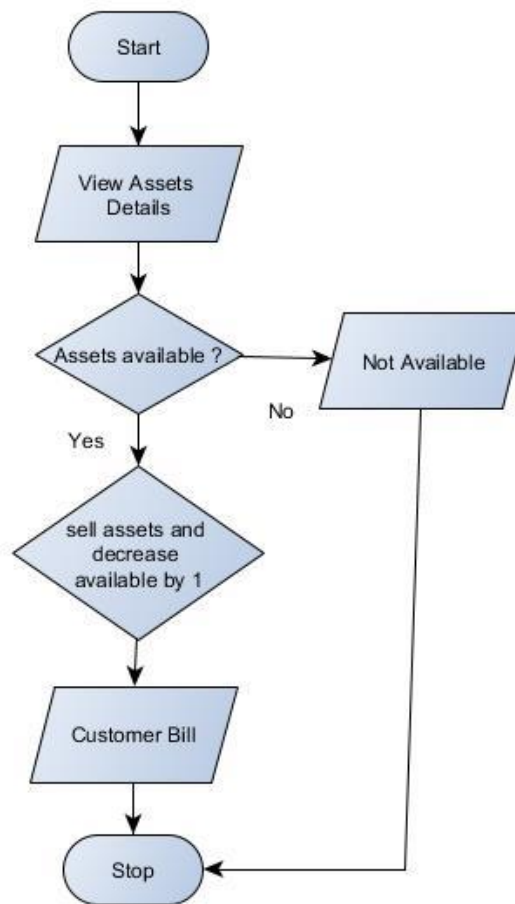 Start
View Assets
Details
Assets available ?
Not Available
No
Yes
sell assets and
decrease
available by 1
Customer Bill
Stop